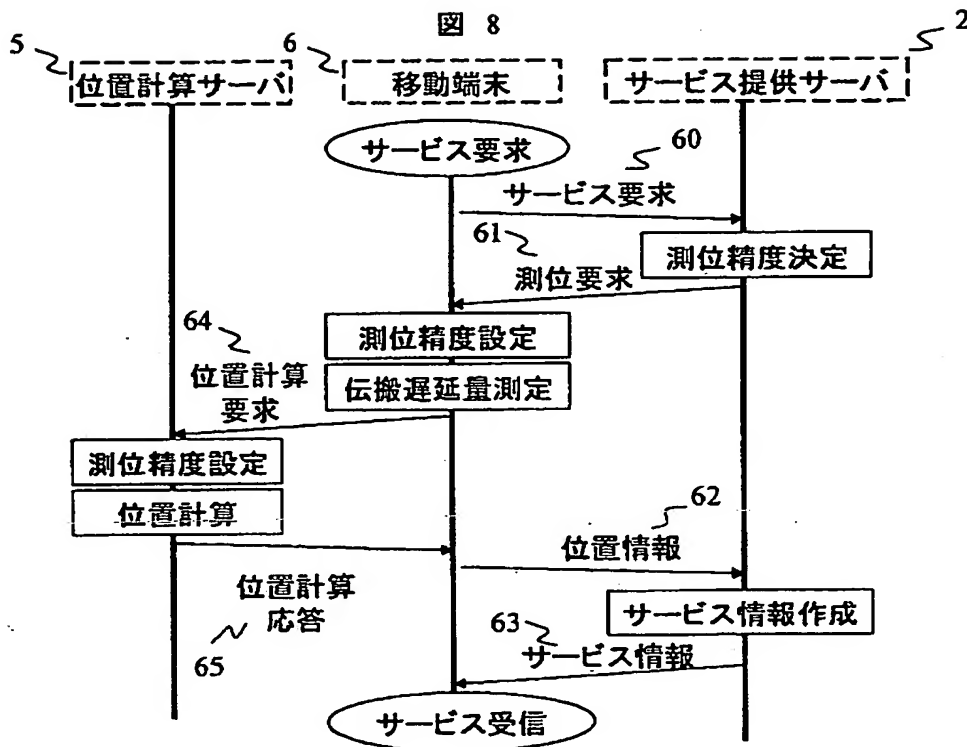 図 8
5
位置計算サーバ
6
移動端末
2
サービス提供サーバ
サービス要求
60
サービス要求
測位精度決定
61
測位要求
測位精度設定
伝搬遅延量測定
64
位置計算
要求
測位精度設定
位置計算
62
位置情報
位置計算
応答
65
サービス情報作成
63
サービス情報
サービス受信